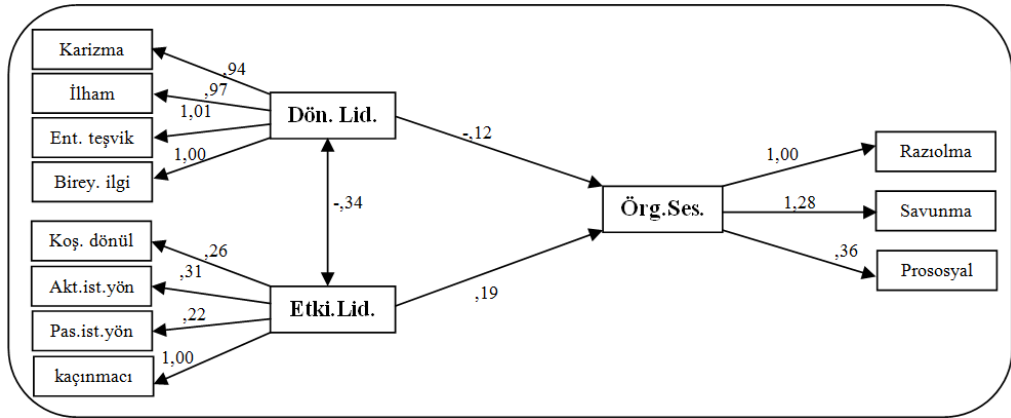 Karizma
,94
İlham
,97
Dön. Lid.
1,01
Ent. teşvik
-,12
1,00
Razıolma
1,00
Birey. ilgi
-,34
Örg.Ses.
1,28
Savunma
Koş. dönül
,26
,36
Prososyal
Akt.ist.yön
,31
Etki.Lid.
,19
Pas.ist.yön
,22
1,00
kaçınmacı